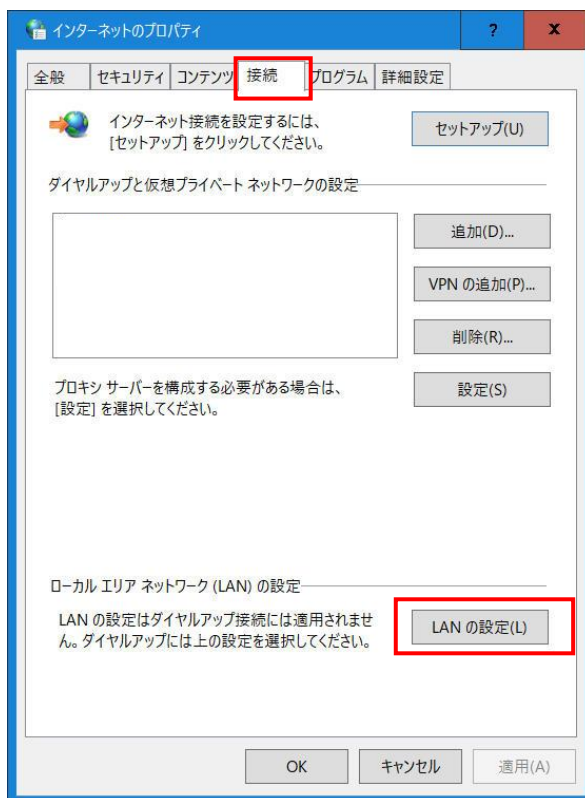 インターネットのプロパティ
? x
全般 セキュリティ コンテンツ 接続 プログラム 詳細設定
インターネット接続を設定するには、
[セットアップ] をクリックしてください。
セットアップ(U)
ダイヤルアップと仮想プライベート ネットワークの設定
追加(D)...
VPN の追加(P)...
削除(R)...
プロキシ サーバーを構成する必要がある場合は、
[設定] を選択してください。
設定(S)
ローカル エリア ネットワーク (LAN) の設定
LAN の設定はダイヤルアップ接続には適用されませ
ん。ダイヤルアップには上の設定を選択してください。
LAN の設定(L)
OK キャンセル 適用(A)